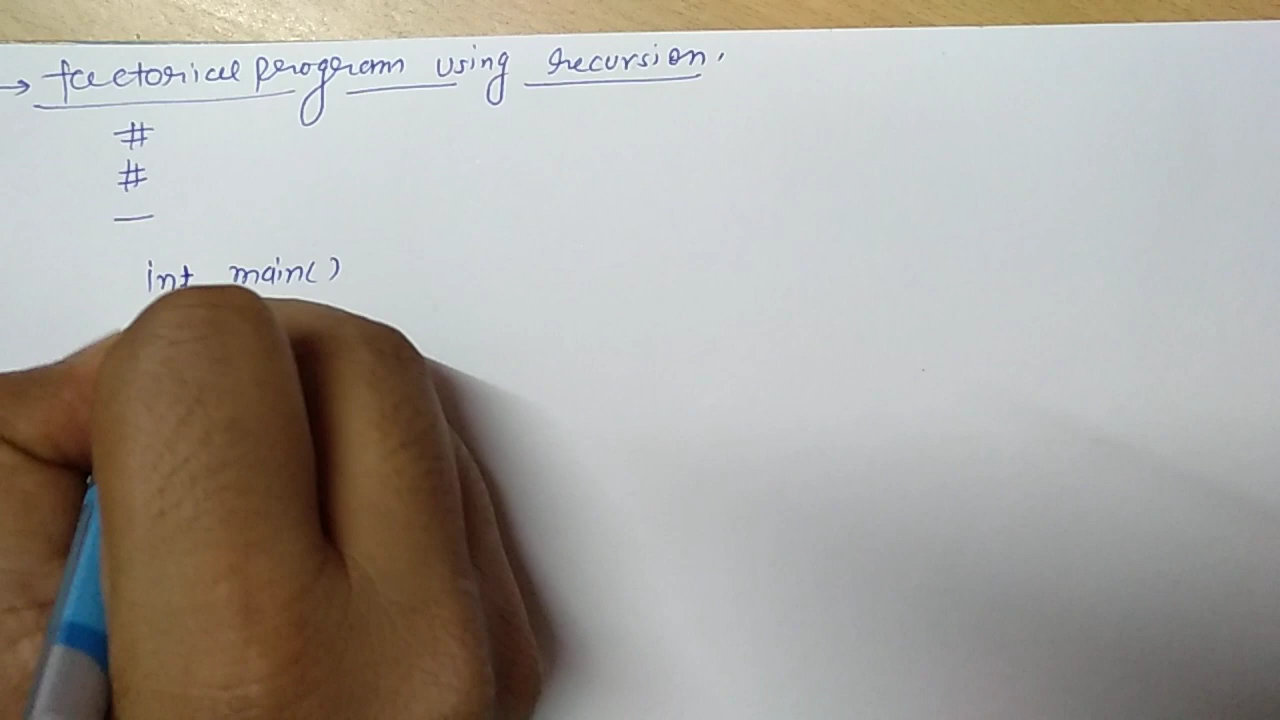 → factorial program using recursion.
#
#
—
int main()